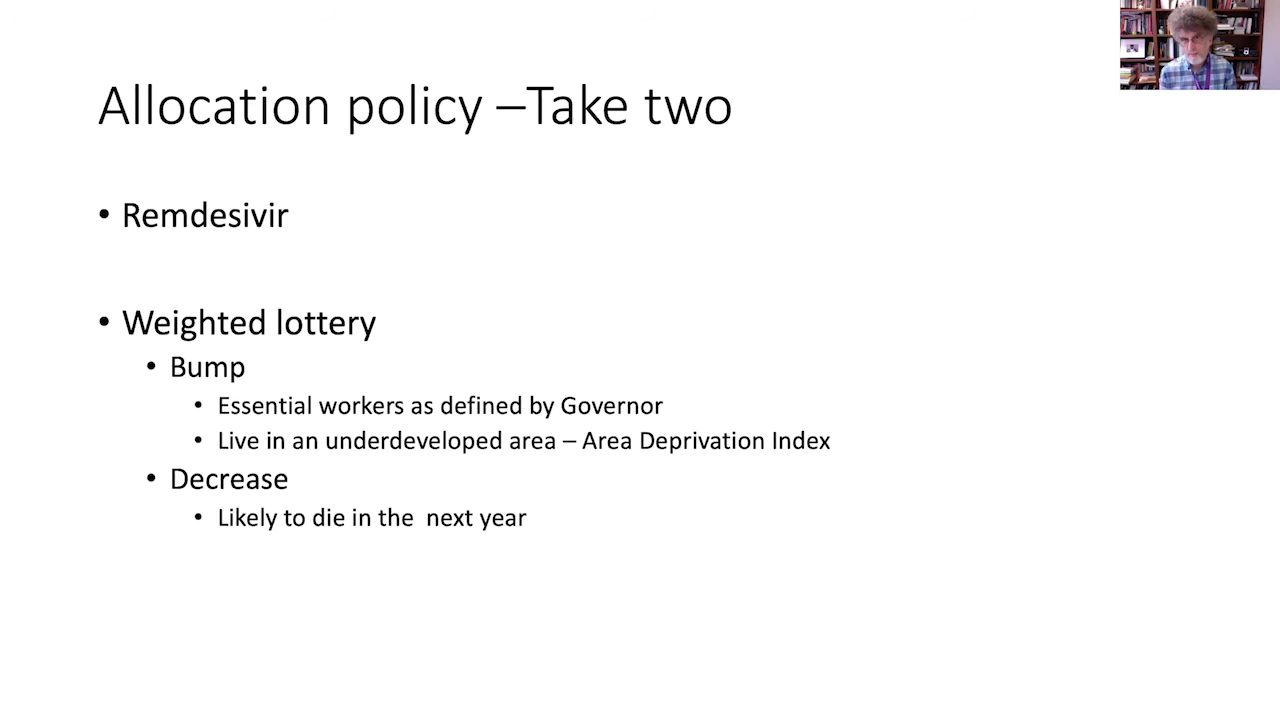 Allocation policy –Take two
• Remdesivir
• Weighted lottery
• Bump
• Essential workers as defined by Governor
• Live in an underdeveloped area – Area Deprivation Index
• Decrease
• Likely to die in the  next year